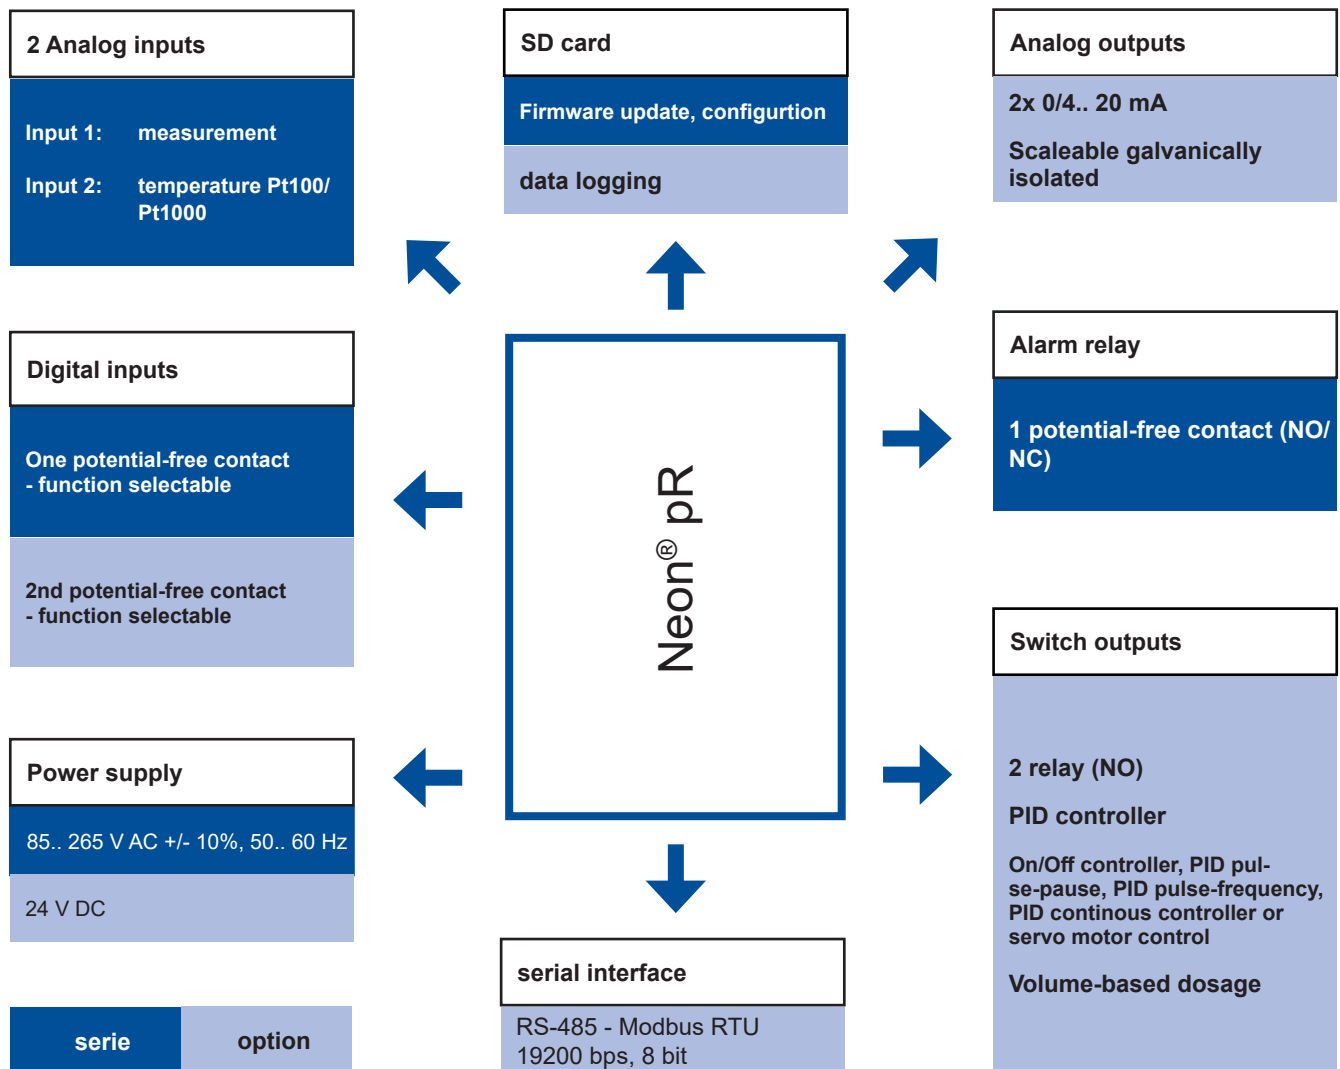 2 Analog inputs
Input 1: measurement
Input 2: temperature Pt100/
Pt1000
SD card
Firmware update, configurtion
data logging
Analog outputs
2x 0/4.. 20 mA
Scaleable galvanically
isolated
Digital inputs
One potential-free contact
- function selectable
2nd potential-free contact
- function selectable
Neon® pR
Alarm relay
1 potential-free contact (NO/
NC)
Power supply
85.. 265 V AC +/- 10%, 50.. 60 Hz
24 V DC
Switch outputs
2 relay (NO)
PID controller
On/Off controller, PID pul-
se-pause, PID pulse-frequency,
PID continous controller or
servo motor control
Volume-based dosage
serial interface
RS-485 - Modbus RTU
19200 bps, 8 bit
serie option